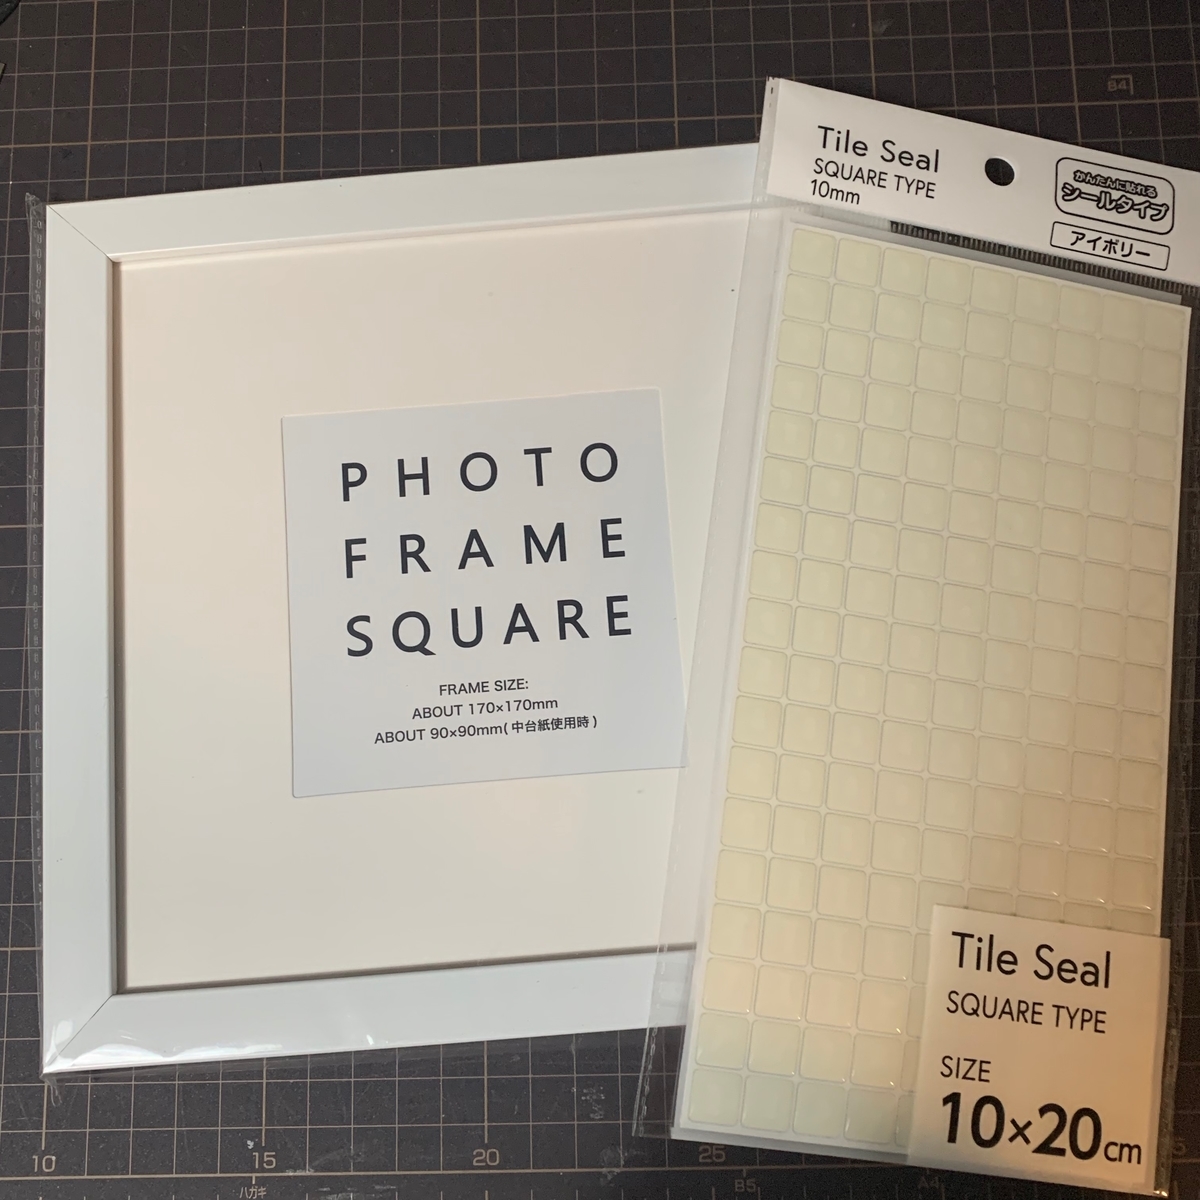 B4
Tile Seal
SQUARE TYPE
10mm
かんたんに貼れる
シールタイプ
アイボリー
PHOTO
FRAME
SQUARE
FRAME SIZE:
ABOUT 170×170mm
ABOUT 90×90mm(中台紙使用時)
Tile Seal
SQUARE TYPE
SIZE
10×20cm
10
15
20
25
ハガキ
B5
A4